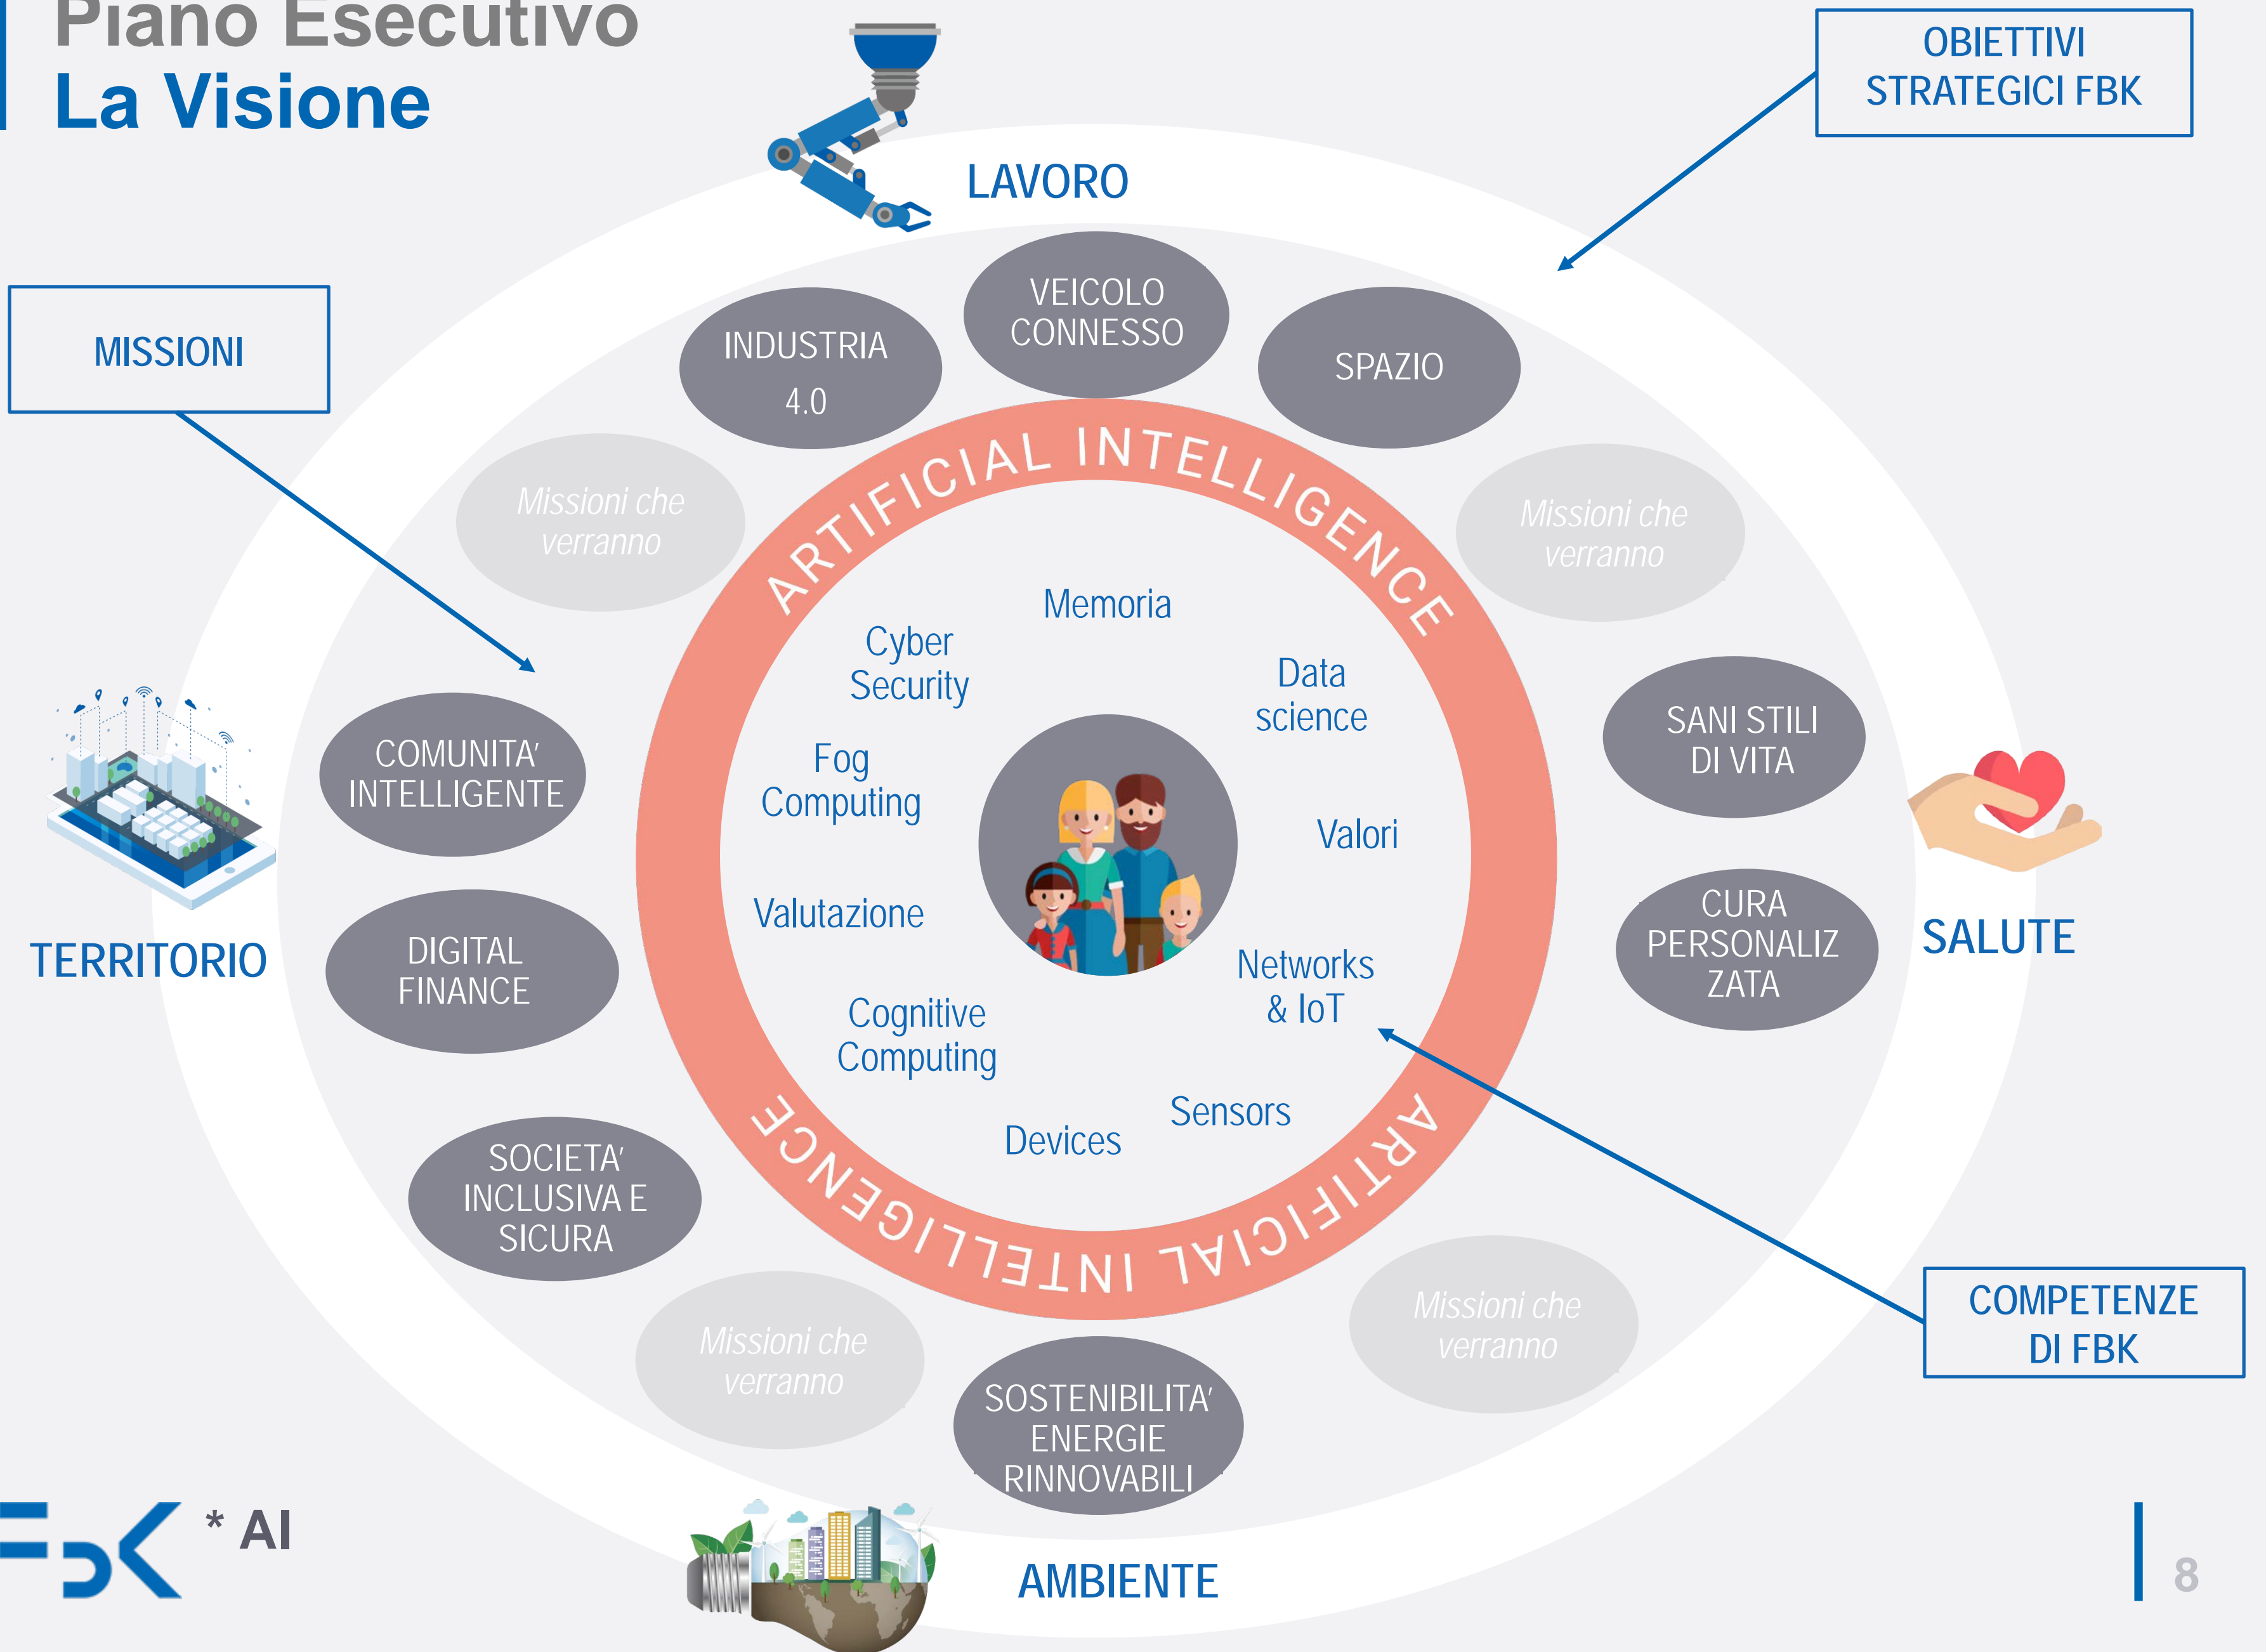 Piano Esecutivo
La Visione
OBIETTIVI
STRATEGICI FBK
LAVORO
MISSIONI
VEICOLO
CONNESSO
INDUSTRIA
4.0
SPAZIO
Missioni che
verranno
Missioni che
verranno
ARTIFICIAL INTELLIGENCE
Memoria
Cyber
Security
Data
science
Fog
Computing
Valori
Valutazione
Networks
& IoT
Cognitive
Computing
Sensors
Devices
ARTIFICIAL INTELLIGENCE
COMUNITA'
INTELLIGENTE
SANI STILI
DI VITA
DIGITAL
FINANCE
CURA
PERSONALIZ
ZATA
TERRITORIO
SALUTE
SOCIETA'
INCLUSIVA E
SICURA
Missioni che
verranno
Missioni che
verranno
SOSTENIBILITA'
ENERGIE
RINNOVABILI
COMPETENZE
DI FBK
FBK * AI
AMBIENTE
8